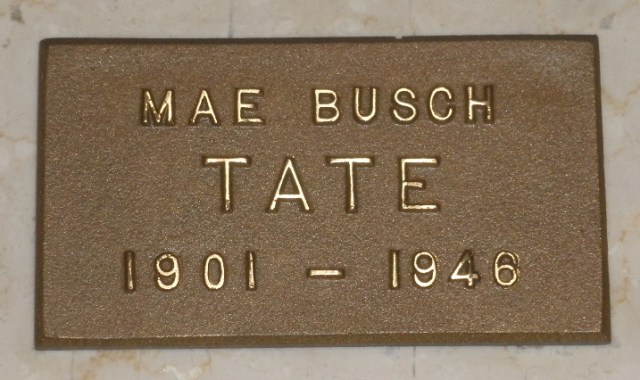 MAE BUSCH
TATE
1901 – 1946